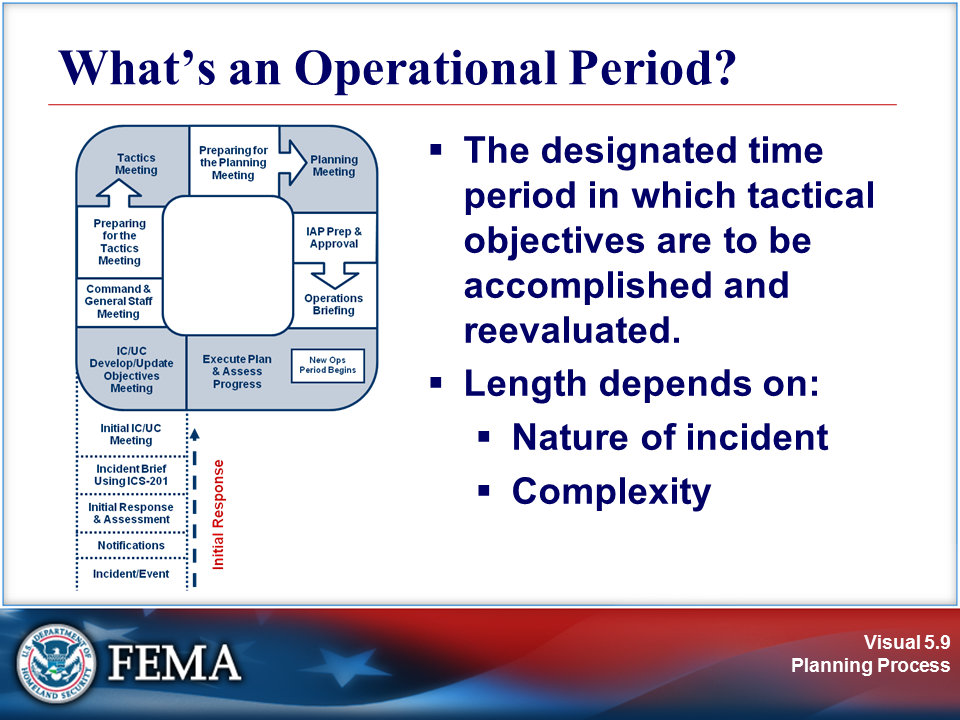 What's an Operational Period?
Tactics
Meeting
Preparing for
the Planning
Meeting
Planning
Meeting
Preparing
for the
Tactics
Meeting
IAP Prep &
Approval
Command &
General Staff
Meeting
Operations
Briefing
IC/UC
Develop/Update
Objectives
Meeting
Execute Plan
& Assess
Progress
New Ops
Period Begins
Initial IC/UC
Meeting
Incident Brief
Using ICS-201
Initial Response
& Assessment
Notifications
Incident/Event
Initial Response
▪ The designated time
period in which tactical
objectives are to be
accomplished and
reevaluated.
▪ Length depends on:
▪ Nature of incident
▪ Complexity
U.S. DEPARTMENT OF
HOMELAND SECURITY
FEMA
Visual 5.9
Planning Process